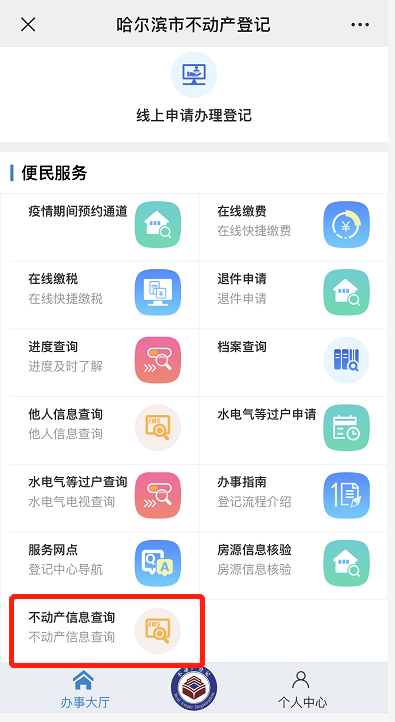 哈尔滨市不动产登记
线上申请办理登记
便民服务
疫情期间预约通道
在线缴费
在线快捷缴费
¥
在线缴税
在线快捷缴税
¥
退件申请
退件申请
进度查询
进度及时了解
档案查询
他人信息查询
他人信息查询
EMS
水电气等过户申请
水电气等过户查询
水电气电视查询
办事指南
登记流程介绍
1
服务网点
登记中心导航
Q
A
房源信息核验
房源信息核验
不动产信息查询
不动产信息查询
EMS
办事大厅
个人中心